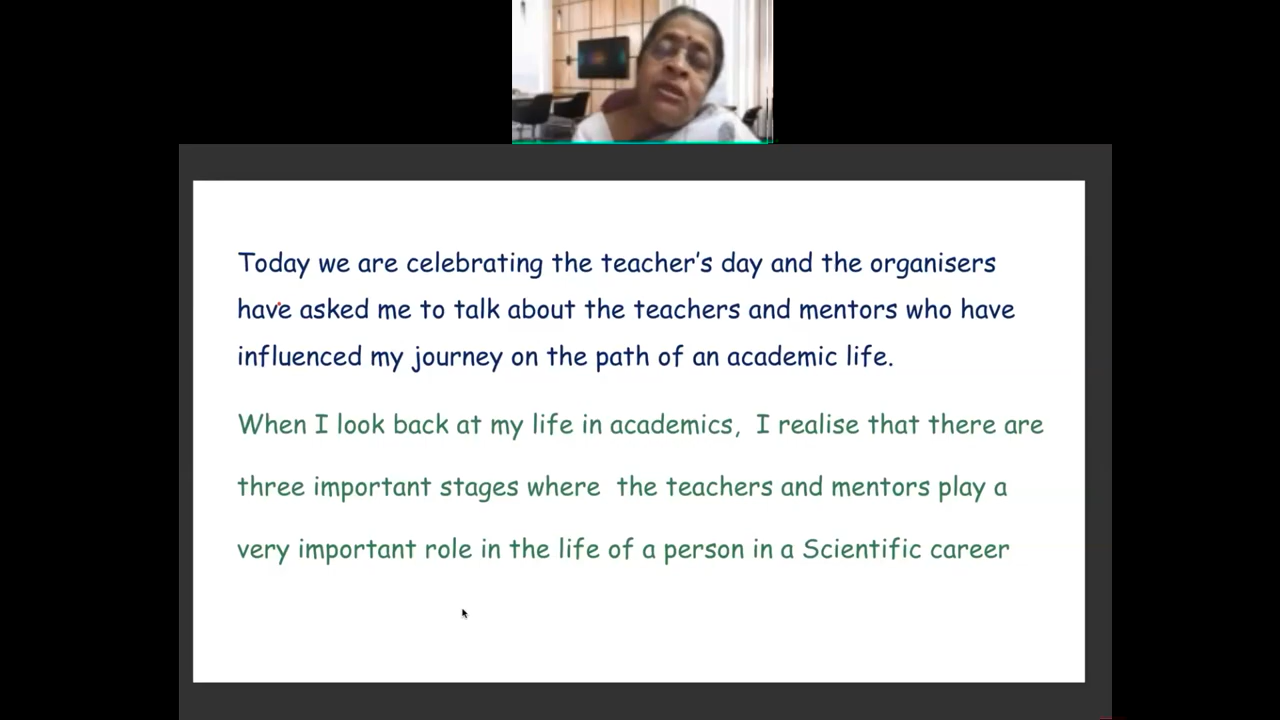 Today we are celebrating the teacher's day and the organisers
have asked me to talk about the teachers and mentors who have
influenced my journey on the path of an academic life.
When I look back at my life in academics,  I realise that there are
three important stages where  the teachers and mentors play a
very important role in the life of a person in a Scientific career